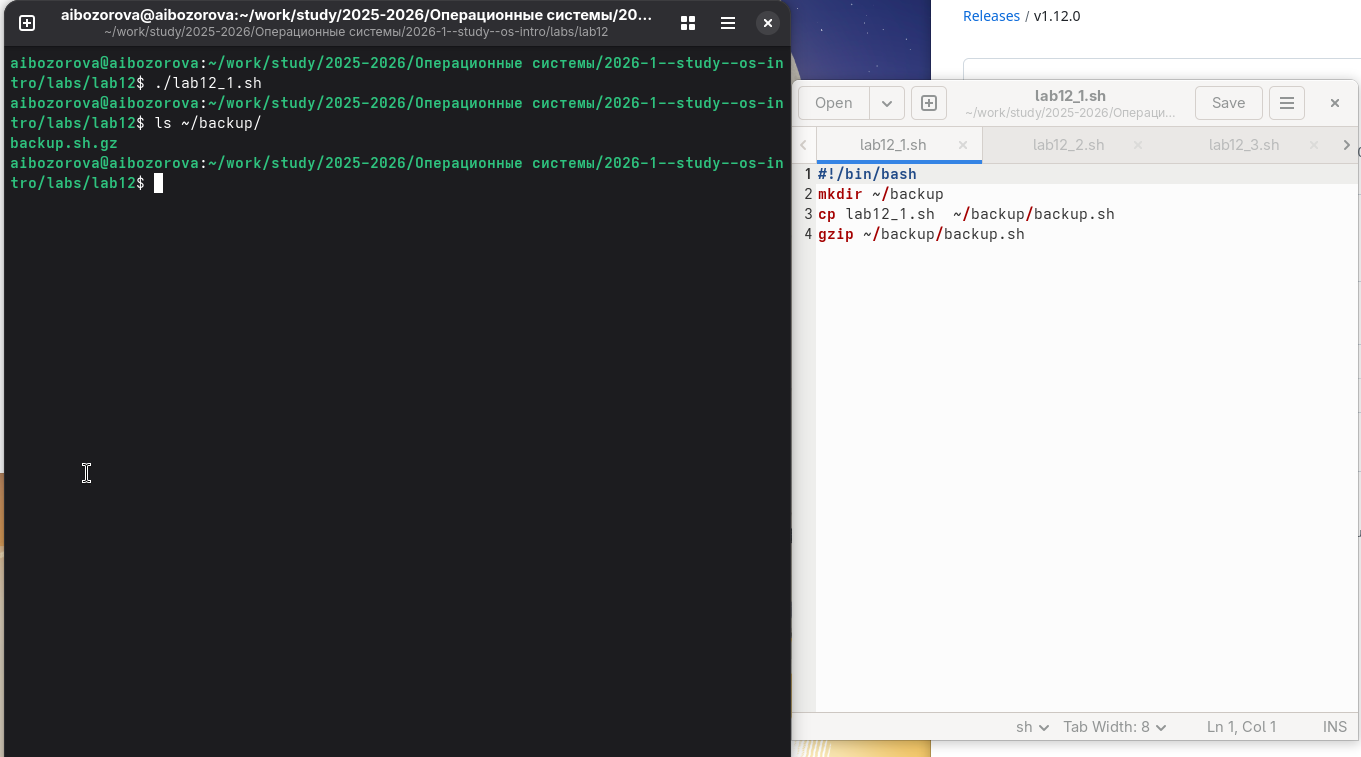 aibozorova@aibozorova:~/work/study/2025-2026/Операционные системы/20...
~/work/study/2025-2026/Операционные системы/2026-1--study--os-intro/labs/lab12
aibozorova@aibozorova:~/work/study/2025-2026/Операционные системы/2026-1--study--os-in
tro/labs/lab12$ ./lab12_1.sh
aibozorova@aibozorova:~/work/study/2025-2026/Операционные системы/2026-1--study--os-in
tro/labs/lab12$ ls ~/backup/
backup.sh.gz
aibozorova@aibozorova:~/work/study/2025-2026/Операционные системы/2026-1--study--os-in
tro/labs/lab12$
Releases / v1.12.0
Open
lab12_1.sh
~/work/study/2025-2026/Операци...
Save
lab12_1.sh lab12_2.sh lab12_3.sh
1 #!/bin/bash
2 mkdir ~/backup
3 cp lab12_1.sh  ~/backup/backup.sh
4 gzip ~/backup/backup.sh
sh Tab Width: 8 Ln 1, Col 1 INS